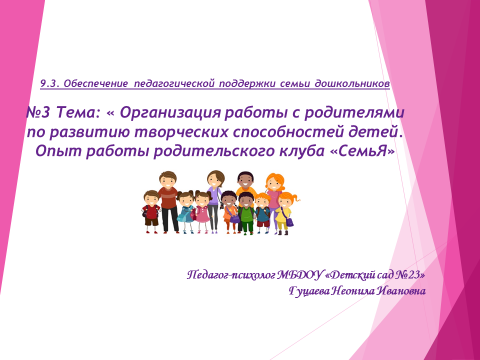 9.3. Обеспечение педагогической поддержки семьи дошкольников
№3 Тема: « Организация работы с родителями
по развитию творческих способностей детей.
Опыт работы родительского клуба «СемьЯ»
Педагог-психолог МБДОУ «Детский сад №23»
Гуцаева Неонила Ивановна